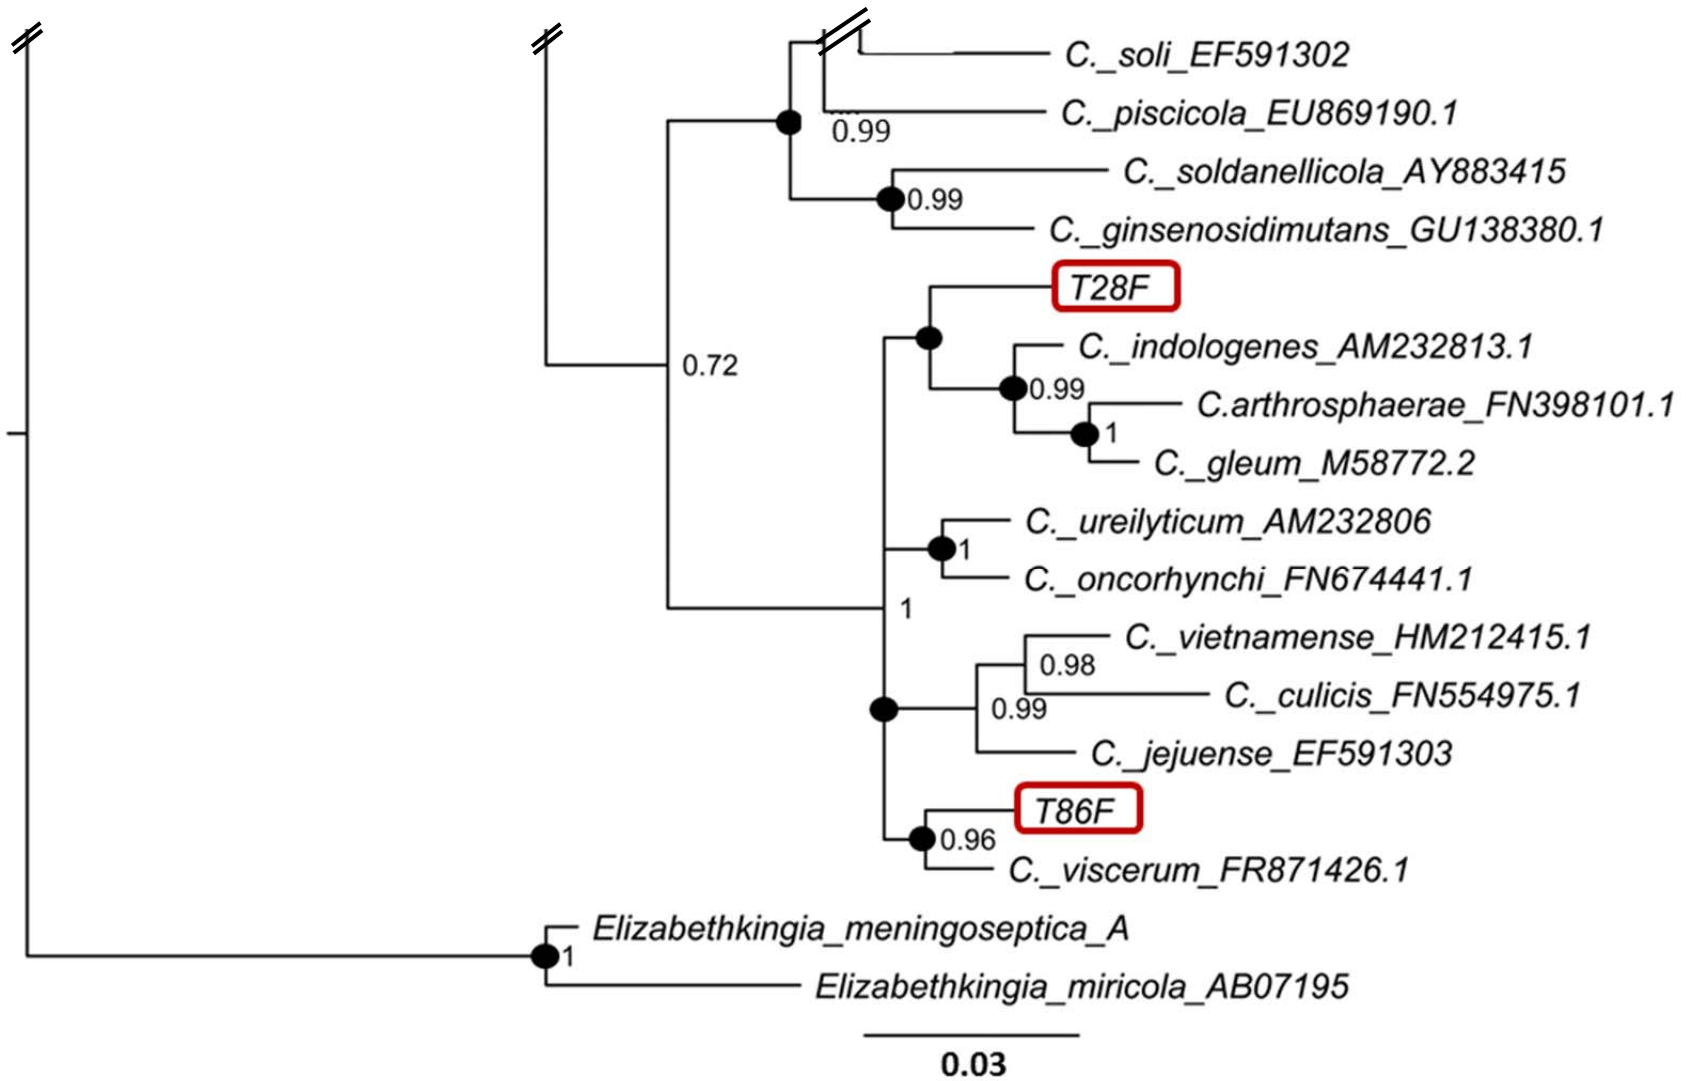 C._soli_EF591302
C._piscicola_EU869190.1
0.99
C._soldanellicola_AY883415
0.99
C._ginsenosidimutans_GU138380.1
T28F
C._indologenes_AM232813.1
0.72
0.99
C.arthrosphaerae_FN398101.1
1
C._gleum_M58772.2
C._ureilyticum_AM232806
1
C._oncorhynchi_FN674441.1
1
C._vietnamense_HM212415.1
0.98
C._culicis_FN554975.1
0.99
C._jejuense_EF591303
T86F
0.96
C._viscerum_FR871426.1
Elizabethkingia_meningoseptica_A
1
Elizabethkingia_miricola_AB07195
0.03